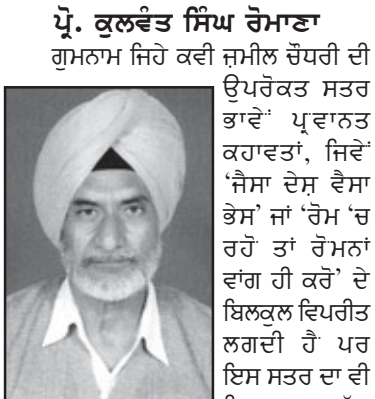 ਪ੍ਰੋ. ਕੁਲਵੰਤ ਸਿੰਘ ਰੋਮਾਣਾ
ਗੁਮਨਾਮ ਜਿਹੇ ਕਵੀ ਜ਼ਮੀਲ ਚੌਧਰੀ ਦੀ
ਉਪਰੋਕਤ ਸਤਰ
ਭਾਵੇਂ ਪ੍ਰਵਾਨਤ
ਕਹਾਵਤਾਂ, ਜਿਵੇਂ
‘ਜੈਸਾ ਦੇਸ਼ ਵੈਸਾ
ਭੇਸ’ ਜਾਂ ‘ਰੋਮ ‘ਚ
ਰਹੋ ਤਾਂ ਰੋਮਨਾਂ
ਵਾਂਗ ਹੀ ਕਰੋ’ ਦੇ
ਬਿਲਕੁਲ ਵਿਪਰੀਤ
ਲਗਦੀ ਹੈ ਪਰ
ਇਸ ਸਤਰ ਦਾ ਵੀ